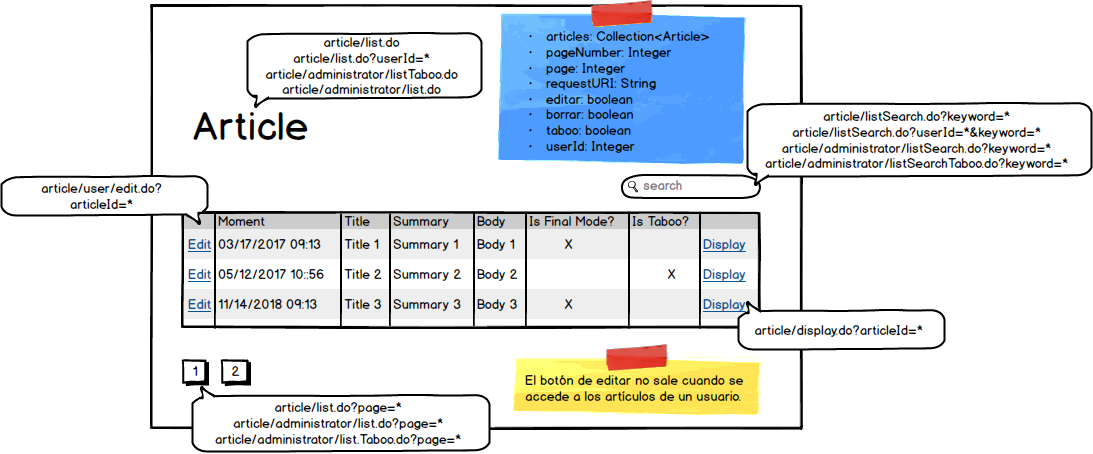 article/list.do
article/list.do?userId=*
article/administrator/listTaboo.do
article/administrator/list.do
• articles: Collection<Article>
• pageNumber: Integer
• page: Integer
• requestURI: String
• editar: boolean
• borrar: boolean
• taboo: boolean
• userId: Integer
Article
article/listSearch.do?keyword=*
article/listSearch.do?userId=*&keyword=*
article/administrator/listSearch.do?keyword=*
article/administrator/listSearchTaboo.do?keyword=*
search
article/user/edit.do?
articleId=*
Moment Title Summary Body Is Final Mode? Is Taboo?
Edit 03/17/2017 09:13 Title 1 Summary 1 Body 1 X Display
Edit 05/12/2017 10::56 Title 2 Summary 2 Body 2 X Display
Edit 11/14/2018 09:13 Title 3 Summary 3 Body 3 X Display
article/display.do?articleId=*
1 2
El botón de editar no sale cuando se
accede a los artículos de un usuario.
article/list.do?page=*
article/administrator/list.do?page=*
article/administrator/list.Taboo.do?page=*